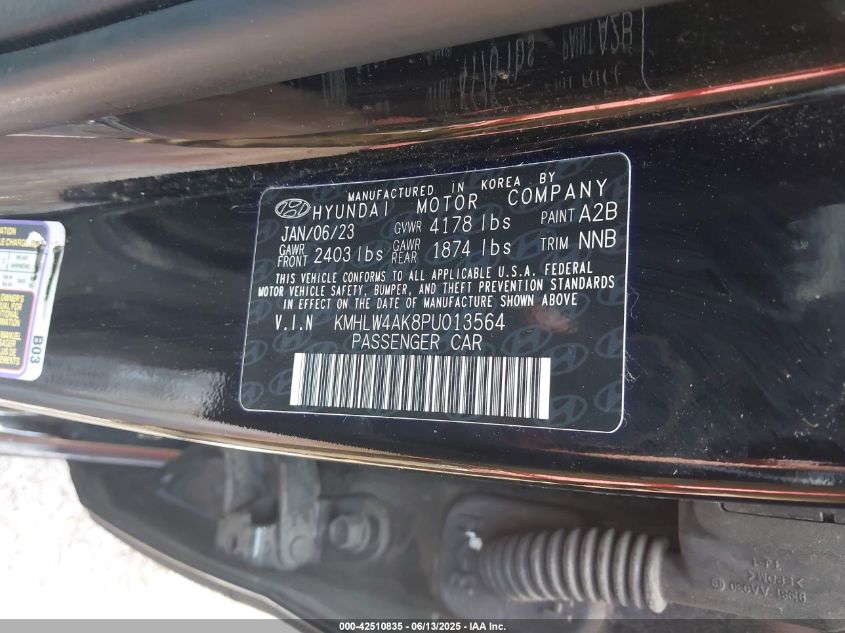 MANUFACTURED IN KOREA BY
HYUNDAI MOTOR COMPANY
JAN/06/23 GVWR 4178 lbs PAINT A2B
GAWR FRONT 2403 lbs GAWR REAR 1874 lbs TRIM NNB
THIS VEHICLE CONFORMS TO ALL APPLICABLE U.S.A. FEDERAL
MOTOR VEHICLE SAFETY, BUMPER, AND THEFT PREVENTION STANDARDS
IN EFFECT ON THE DATE OF MANUFACTURE SHOWN ABOVE
V.I.N KMHLW4AK8PU013564
PASSENGER CAR
B03
000-42510835 - 06/13/2025 - IAA Inc.